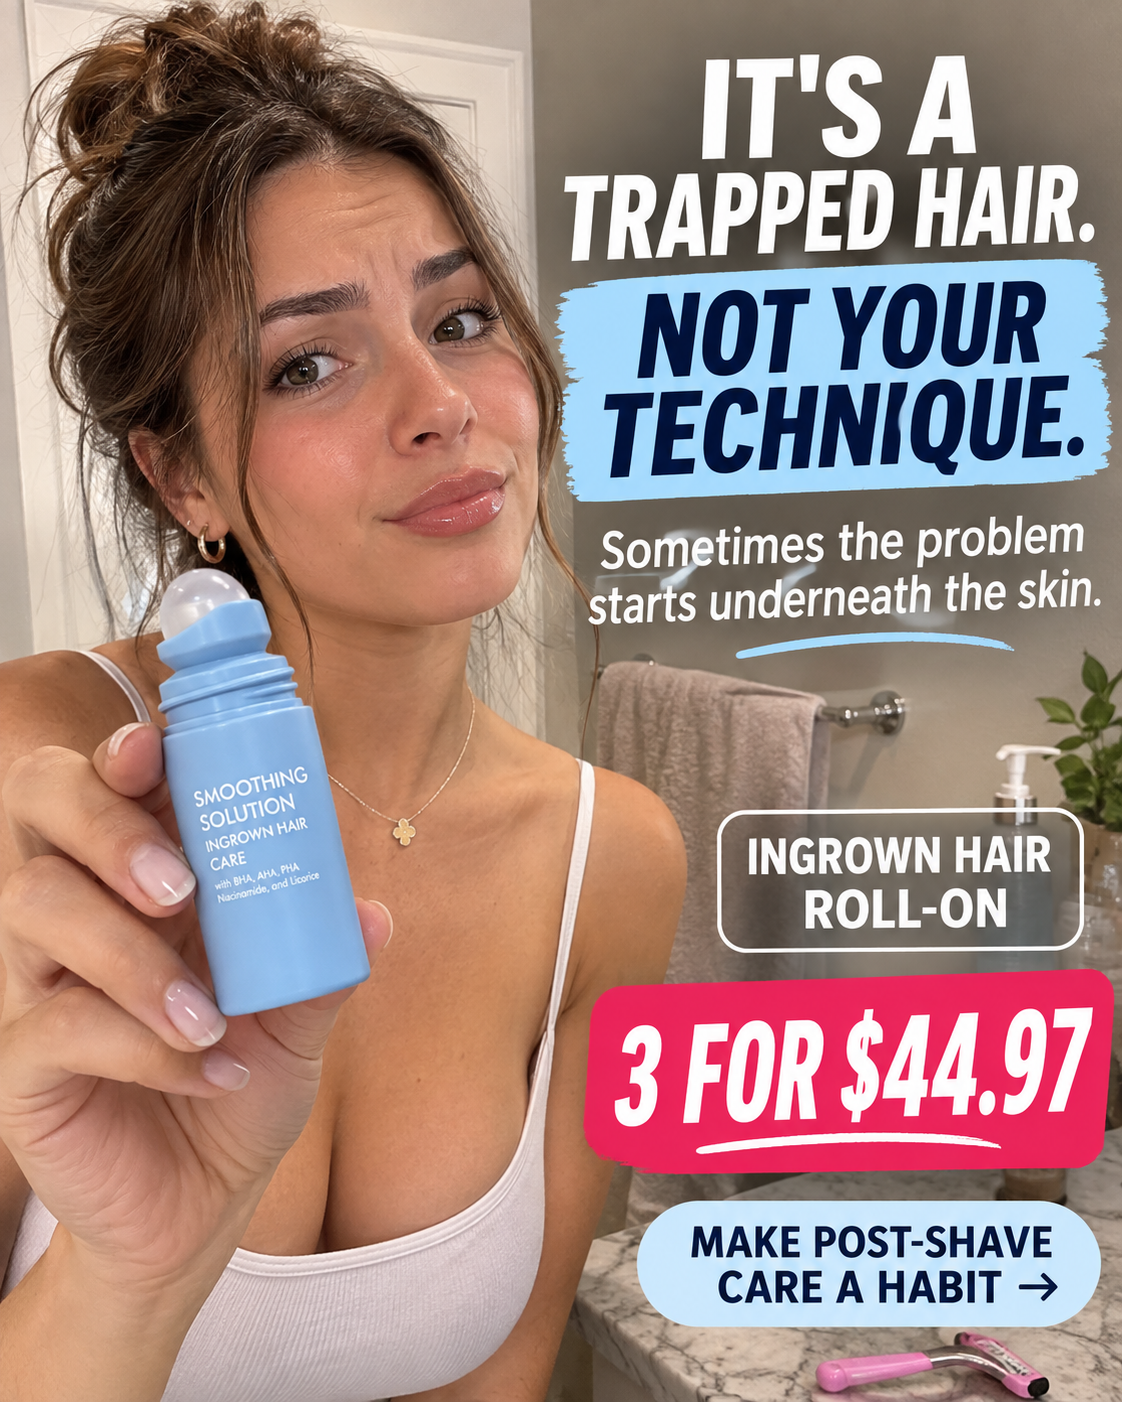 IT'S A
TRAPPED HAIR.
NOT YOUR
TECHNIQUE.
Sometimes the problem
starts underneath the skin.
SMOOTHING
SOLUTION
INGROWN HAIR
CARE
with BHA, AHA, PHA
Niacinamide, and Licorice
INGROWN HAIR
ROLL-ON
3 FOR $44.97
MAKE POST-SHAVE
CARE A HABIT →